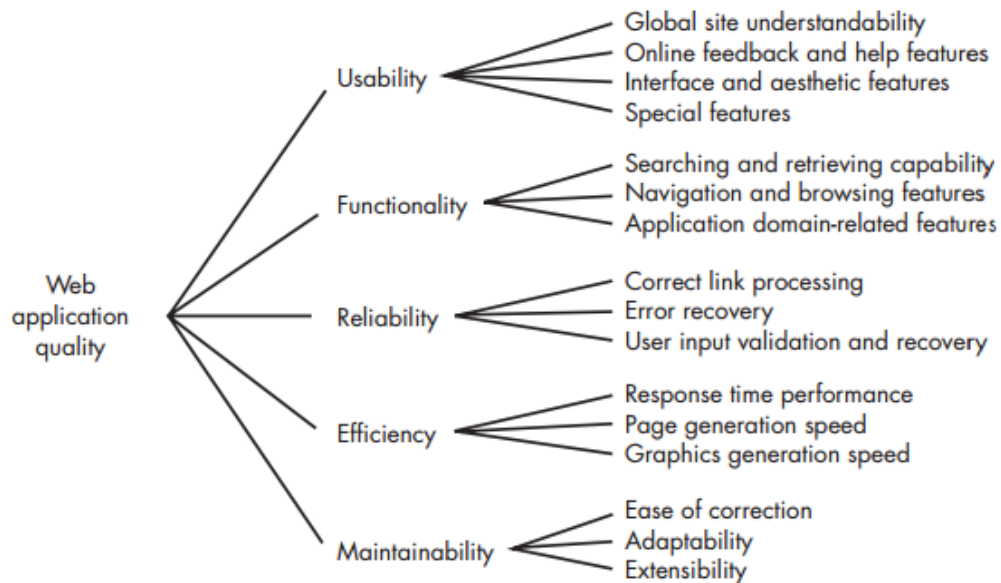 Web
application
quality
Usability
Global site understandability
Online feedback and help features
Interface and aesthetic features
Special features
Functionality
Searching and retrieving capability
Navigation and browsing features
Application domain-related features
Reliability
Correct link processing
Error recovery
User input validation and recovery
Efficiency
Response time performance
Page generation speed
Graphics generation speed
Maintainability
Ease of correction
Adaptability
Extensibility